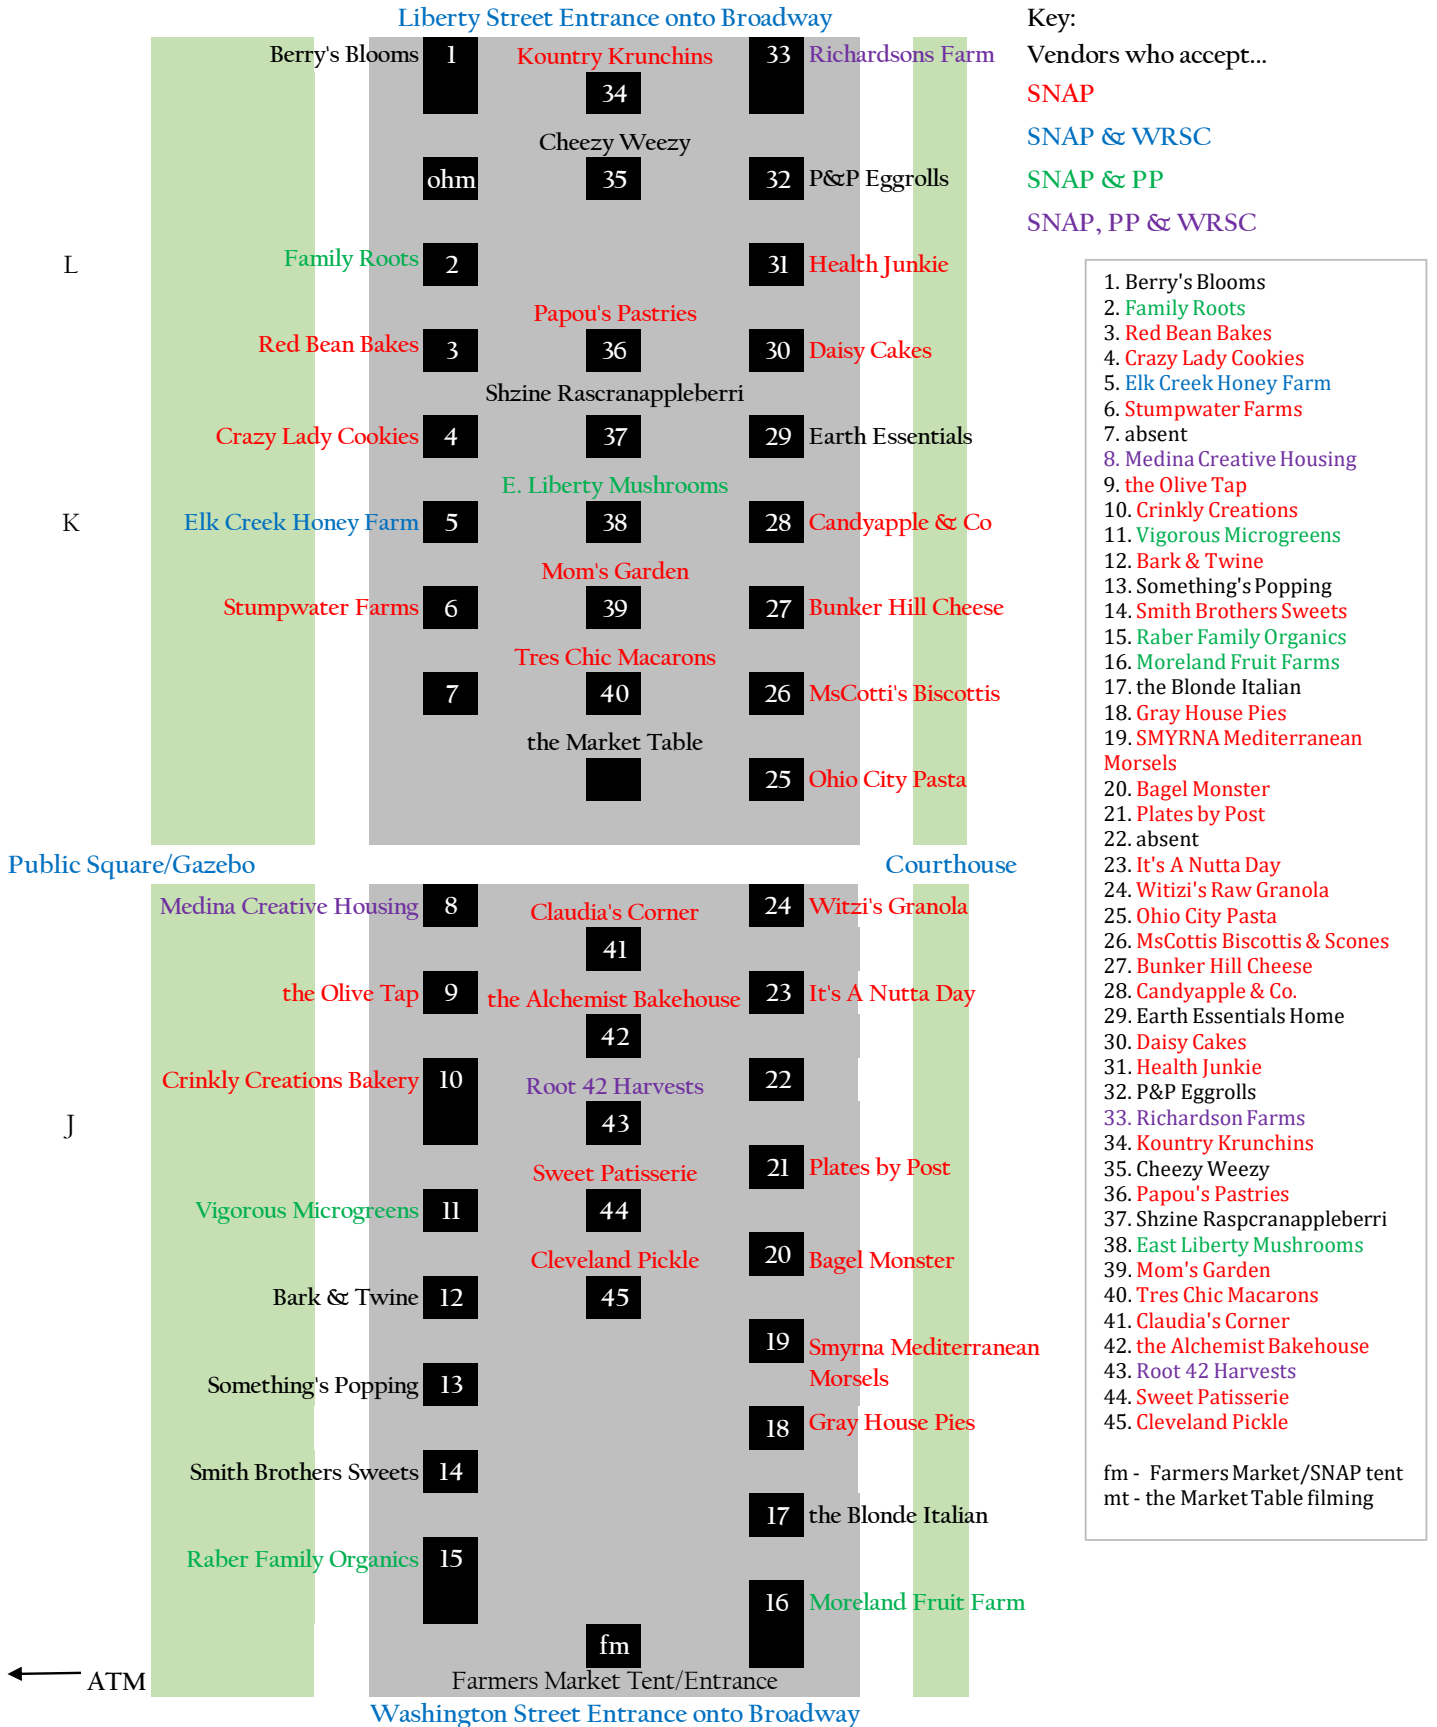 Liberty Street Entrance onto Broadway
Berry's Blooms 1 Kountry Krunchins 33 Richardsons Farm
34
Cheezy Weezy
ohm 35 32 P&P Eggrolls
L Family Roots 2 31 Health Junkie
Papou's Pastries
Red Bean Bakes 3 36 30 Daisy Cakes
Shzine Rascranappleberri
Crazy Lady Cookies 4 37 29 Earth Essentials
E. Liberty Mushrooms
K Elk Creek Honey Farm 5 38 28 Candyapple & Co
Mom's Garden
Stumpwater Farms 6 39 27 Bunker Hill Cheese
Tres Chic Macarons
7 40 26 MsCotti's Biscottis
the Market Table
25 Ohio City Pasta
Public Square/Gazebo Courthouse
Medina Creative Housing 8 Claudia's Corner 24 Witzi's Granola
41
the Olive Tap 9 the Alchemist Bakehouse 23 It's A Nutta Day
42
Crinkly Creations Bakery 10 Root 42 Harvests 22
J 43
Sweet Patisserie 21 Plates by Post
Vigorous Microgreens 11 44
Cleveland Pickle 20 Bagel Monster
Bark & Twine 12 45
19 Smyrna Mediterranean
Morsels
Something's Popping 13
18 Gray House Pies
Smith Brothers Sweets 14
17 the Blonde Italian
Raber Family Organics 15
16 Moreland Fruit Farm
fm
ATM Farmers Market Tent/Entrance
Washington Street Entrance onto Broadway
Key:
Vendors who accept...
SNAP
SNAP & WRSC
SNAP & PP
SNAP, PP & WRSC
1. Berry's Blooms
2. Family Roots
3. Red Bean Bakes
4. Crazy Lady Cookies
5. Elk Creek Honey Farm
6. Stumpwater Farms
7. absent
8. Medina Creative Housing
9. the Olive Tap
10. Crinkly Creations
11. Vigorous Microgreens
12. Bark & Twine
13. Something's Popping
14. Smith Brothers Sweets
15. Raber Family Organics
16. Moreland Fruit Farms
17. the Blonde Italian
18. Gray House Pies
19. SMYRNA Mediterranean
Morsels
20. Bagel Monster
21. Plates by Post
22. absent
23. It's A Nutta Day
24. Witizi's Raw Granola
25. Ohio City Pasta
26. MsCottis Biscottis & Scones
27. Bunker Hill Cheese
28. Candyapple & Co.
29. Earth Essentials Home
30. Daisy Cakes
31. Health Junkie
32. P&P Eggrolls
33. Richardson Farms
34. Kountry Krunchins
35. Cheezy Weezy
36. Papou's Pastries
37. Shzine Raspcranappleberri
38. East Liberty Mushrooms
39. Mom's Garden
40. Tres Chic Macarons
41. Claudia's Corner
42. the Alchemist Bakehouse
43. Root 42 Harvests
44. Sweet Patisserie
45. Cleveland Pickle
fm - Farmers Market/SNAP tent
mt - the Market Table filming